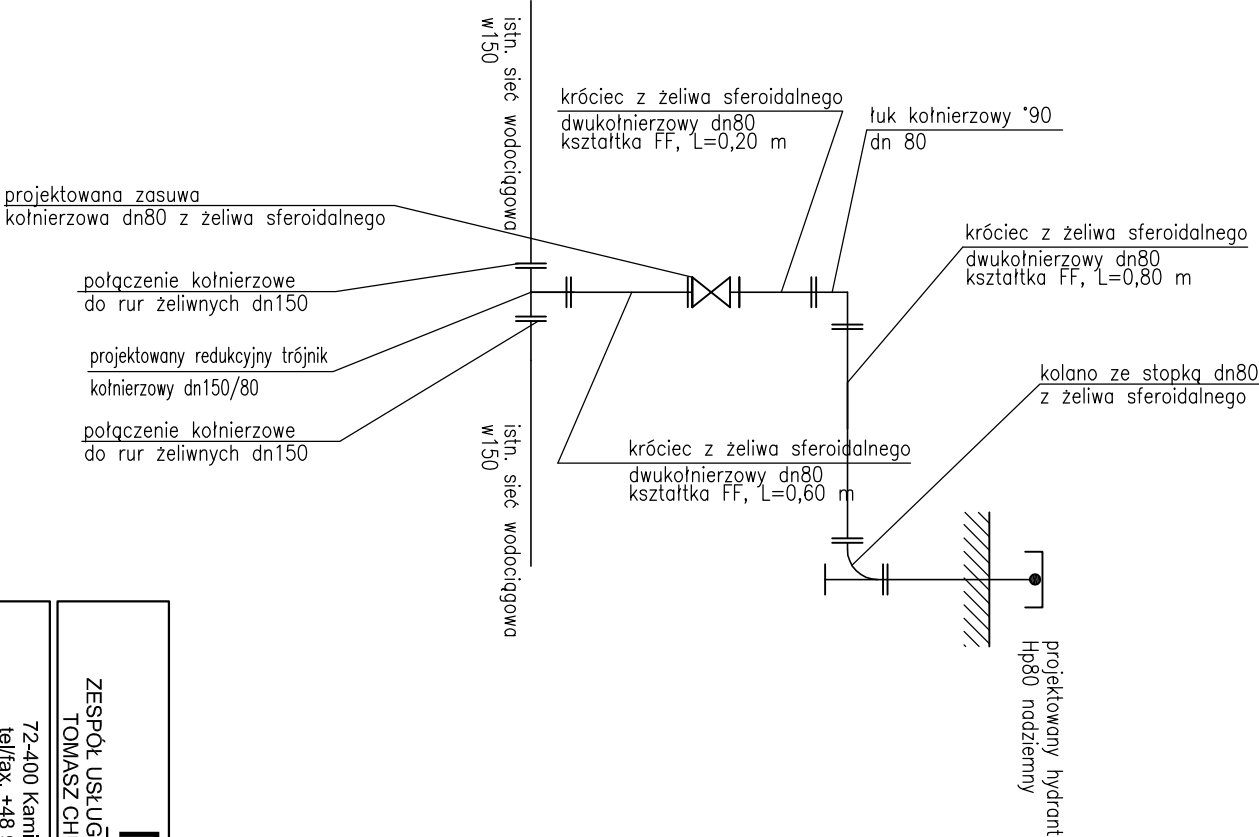 istn. sieć wodociągowa
w150
króciec z żeliwa sferoidalnego
dwukołnierzowy dn80
kształtka FF, L=0,20 m
łuk kołnierzowy °90
dn 80
projektowana zasuwa
kołnierzowa dn80 z żeliwa sferoidalnego
króciec z żeliwa sferoidalnego
dwukołnierzowy dn80
kształtka FF, L=0,80 m
połączenie kołnierzowe
do rur żeliwnych dn150
projektowany redukcyjny trójnik
kołnierzowy dn150/80
kolano ze stopką dn80
z żeliwa sferoidalnego
połączenie kołnierzowe
do rur żeliwnych dn150
istn. sieć wodociągowa
w150
króciec z żeliwa sferoidalnego
dwukołnierzowy dn80
kształtka FF, L=0,60 m
projektowany hydrant
Hp80 nadziemny
ZESPÓŁ USŁUG
TOMASZ CH
72-400 Kami
tel/fax. +48